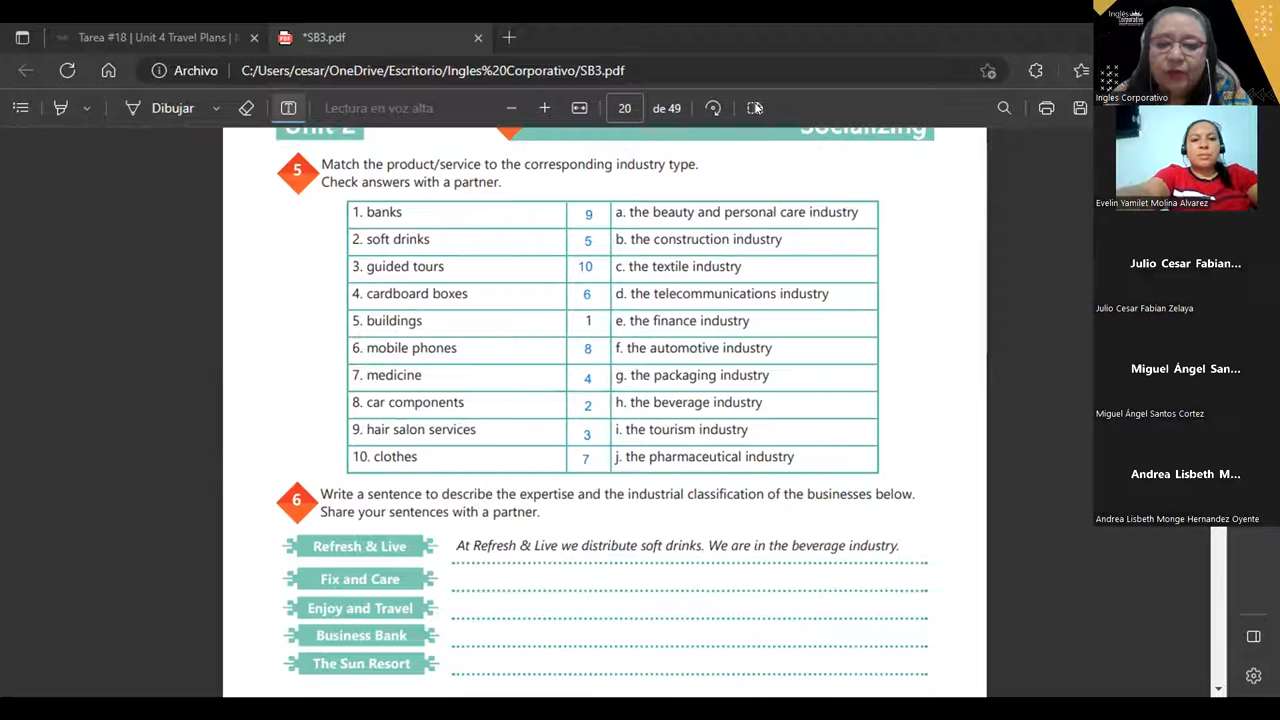 Tarea #18 | Unit 4 Travel Plans |
*SB3.pdf
Archivo C:/Users/cesar/OneDrive/Escritorio/Ingles%20Corporativo/SB3.pdf
Dibujar Lectura en voz alta 20 de 49
Unit 2 Socializing
5 Match the product/service to the corresponding industry type.
Check answers with a partner.
1. banks 9 a. the beauty and personal care industry
2. soft drinks 5 b. the construction industry
3. guided tours 10 c. the textile industry
4. cardboard boxes 6 d. the telecommunications industry
5. buildings 1 e. the finance industry
6. mobile phones 8 f. the automotive industry
7. medicine 4 g. the packaging industry
8. car components 2 h. the beverage industry
9. hair salon services 3 i. the tourism industry
10. clothes 7 j. the pharmaceutical industry
6 Write a sentence to describe the expertise and the industrial classification of the businesses below.
Share your sentences with a partner.
Refresh & Live At Refresh & Live we distribute soft drinks. We are in the beverage industry.
Fix and Care
Enjoy and Travel
Business Bank
The Sun Resort
Inglés Corporativo
Ingles Corporativo
Evelin Yamilet Molina Alvarez
Julio Cesar Fabian...
Julio Cesar Fabian Zelaya
Miguel Ángel San...
Miguel Ángel Santos Cortez
Andrea Lisbeth M...
Andrea Lisbeth Monge Hernandez Oyente